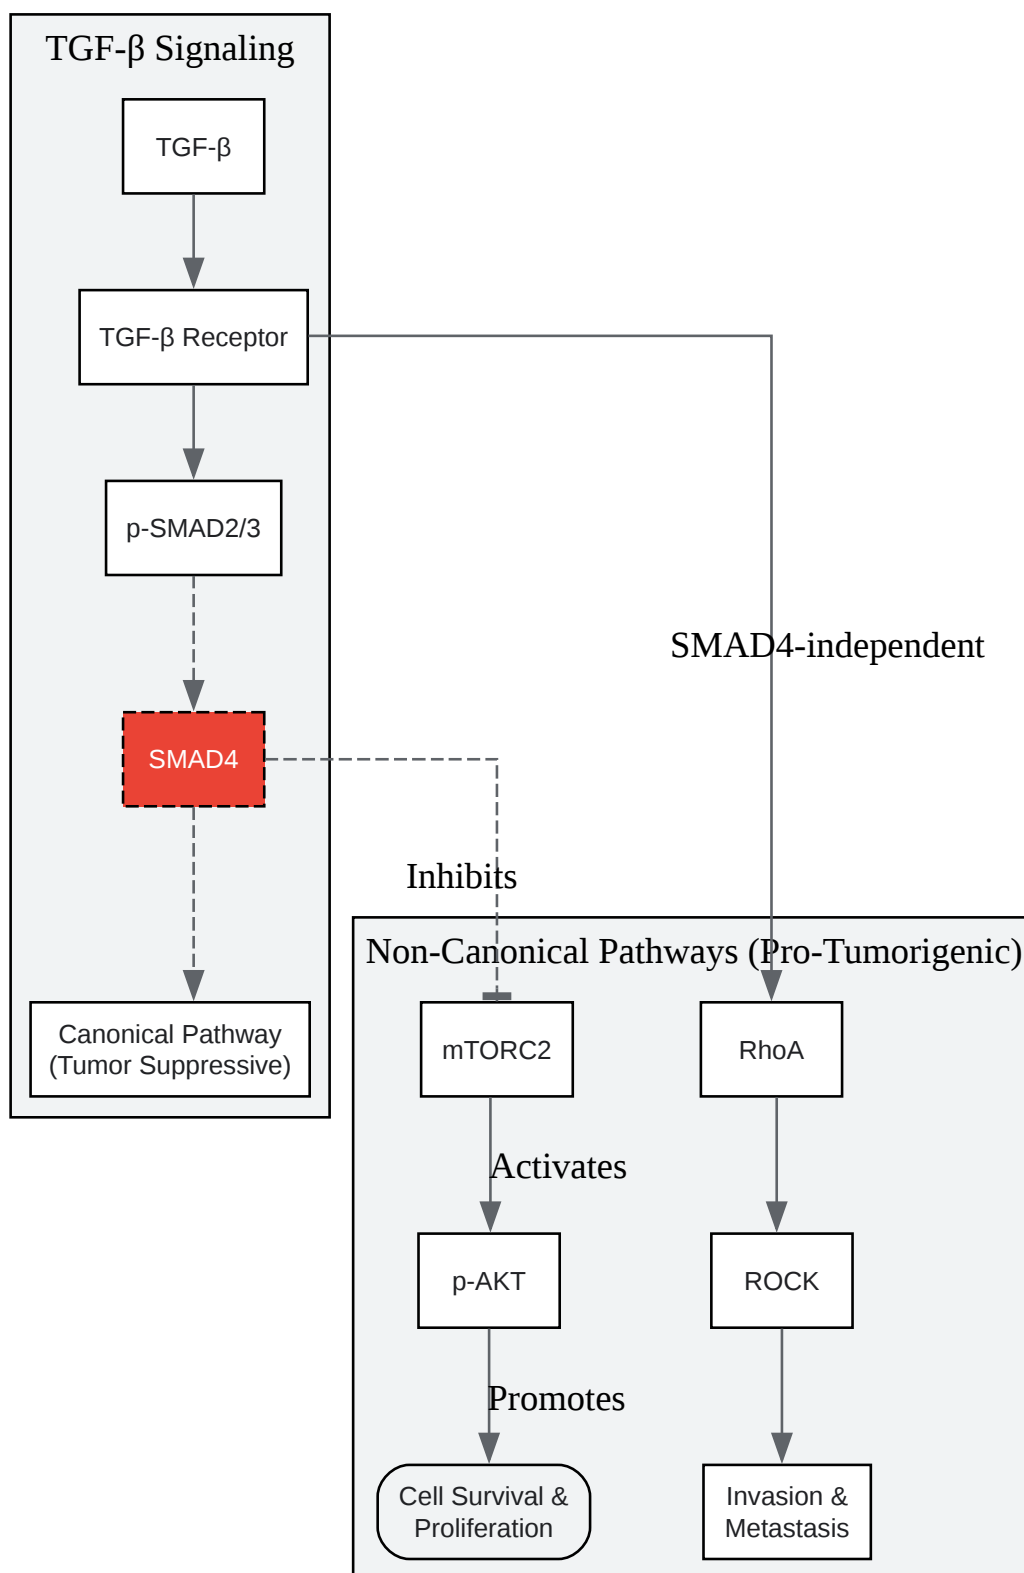 TGF-β Signaling
TGF-β
TGF-β Receptor
p-SMAD2/3
SMAD4-independent
SMAD4
Inhibits
Non-Canonical Pathways (Pro-Tumorigenic)
Canonical Pathway
(Tumor Suppressive)
mTORC2
RhoA
Activates
p-AKT
ROCK
Promotes
Cell Survival &
Proliferation
Invasion &
Metastasis